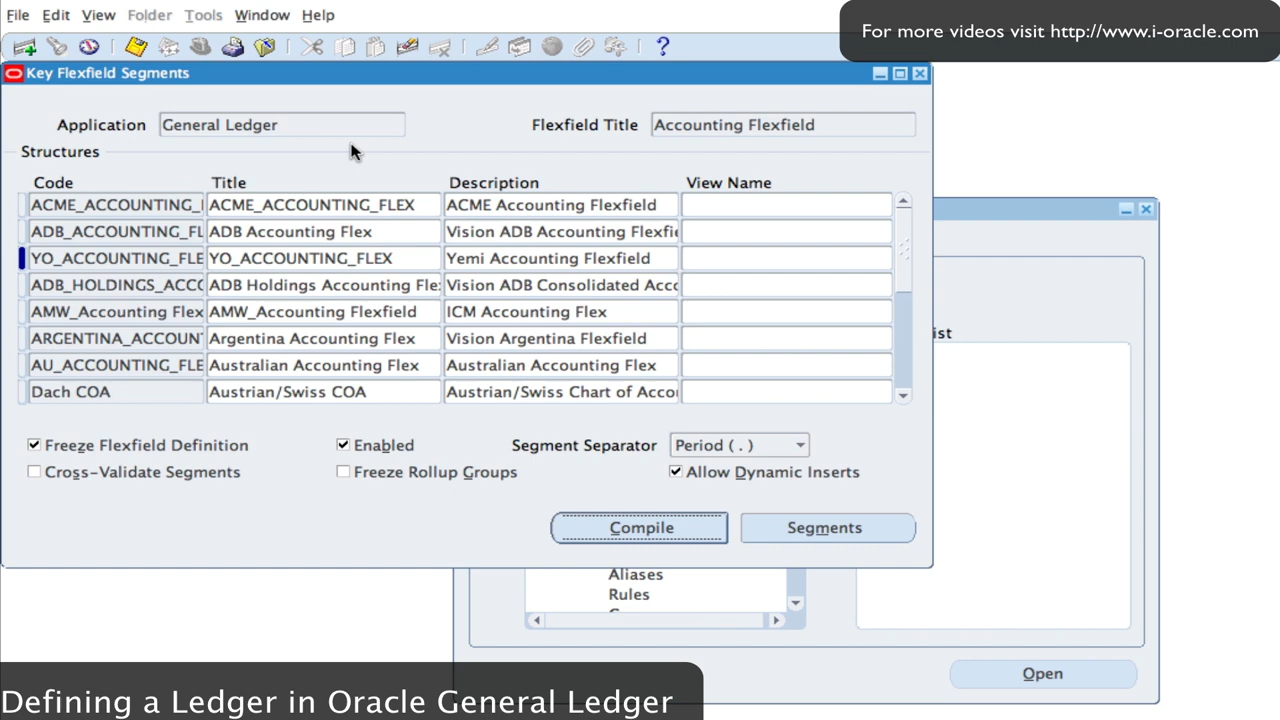 File Edit View Folder Tools Window Help
For more videos visit http://www.i-oracle.com
Key Flexfield Segments
Application General Ledger Flexfield Title Accounting Flexfield
Structures
Code Title Description View Name
ACME_ACCOUNTING_ ACME_ACCOUNTING_FLEX ACME Accounting Flexfield
ADB_ACCOUNTING_FL ADB Accounting Flex Vision ADB Accounting Flexfie
YO_ACCOUNTING_FLE YO_ACCOUNTING_FLEX Yemi Accounting Flexfield
ADB_HOLDINGS_ACC ADB Holdings Accounting Fle Vision ADB Consolidated Acc
AMW_Accounting Flex AMW_Accounting Flexfield ICM Accounting Flex
ARGENTINA_ACCOUN Argentina Accounting Flex Vision Argentina Flexfield
AU_ACCOUNTING_FLE Australian Accounting Flex Australian Accounting Flex
Dach COA Austrian/Swiss COA Austrian/Swiss Chart of Acco
ist
Freeze Flexfield Definition Enabled Segment Separator Period ( . )
Cross-Validate Segments Freeze Rollup Groups Allow Dynamic Inserts
Compile Segments
Aliases
Rules
Open
Defining a Ledger in Oracle General Ledger